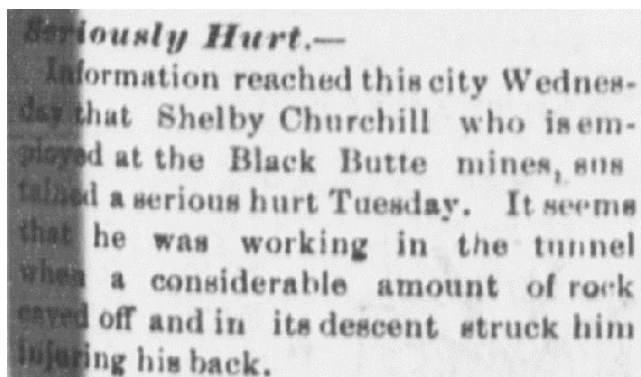 Seriously Hurt.—
Information reached this city Wednes-
day that Shelby Churchill who is em-
ployed at the Black Butte mines, sus
tained a serious hurt Tuesday. It seems
that he was working in the tunnel
when a considerable amount of rock
caved off and in its descent struck him
injuring his back.